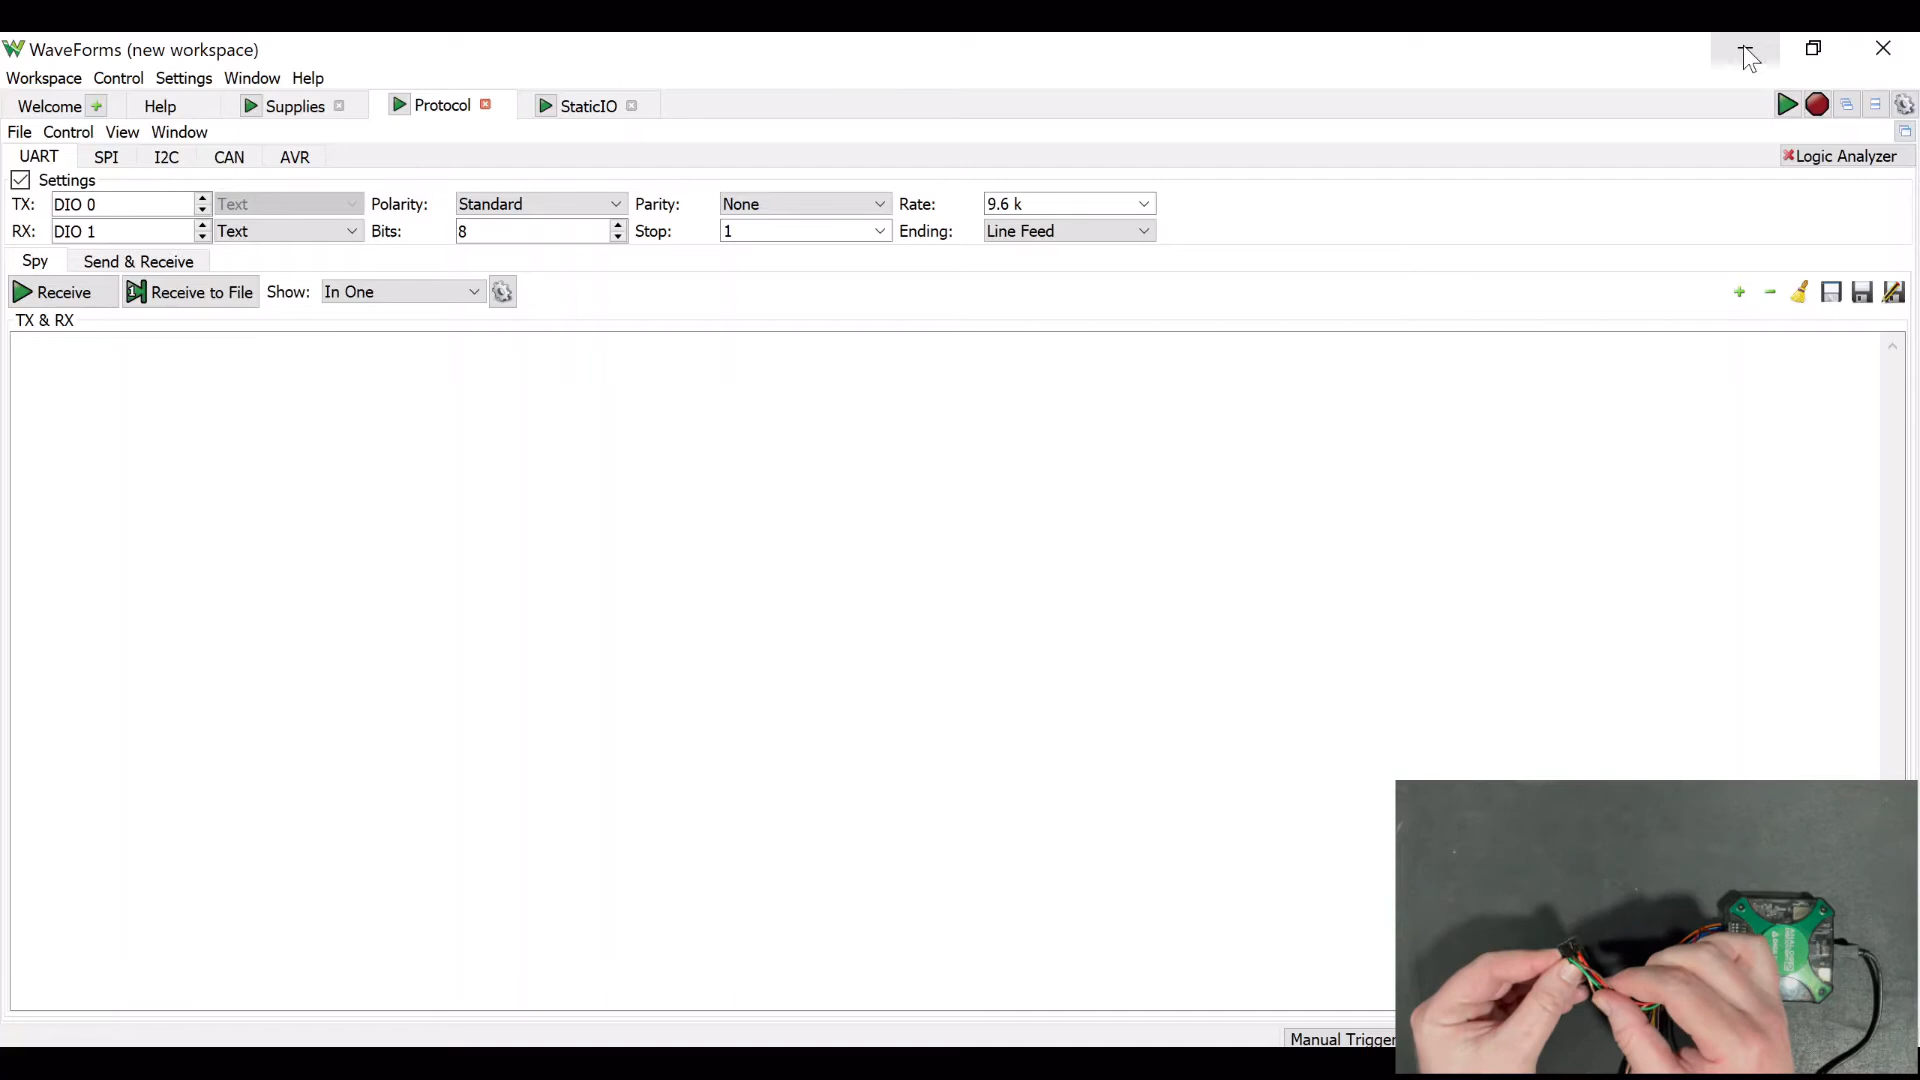 WaveForms (new workspace)
Workspace Control Settings Window Help
Welcome Help Supplies Protocol StaticIO
File Control View Window
UART SPI I2C CAN AVR Logic Analyzer
Settings
TX: DIO 0 Text Polarity: Standard Parity: None Rate: 9.6 k
RX: DIO 1 Text Bits: 8 Stop: 1 Ending: Line Feed
Spy Send & Receive
Receive Receive to File Show: In One
TX & RX
Manual Trigger